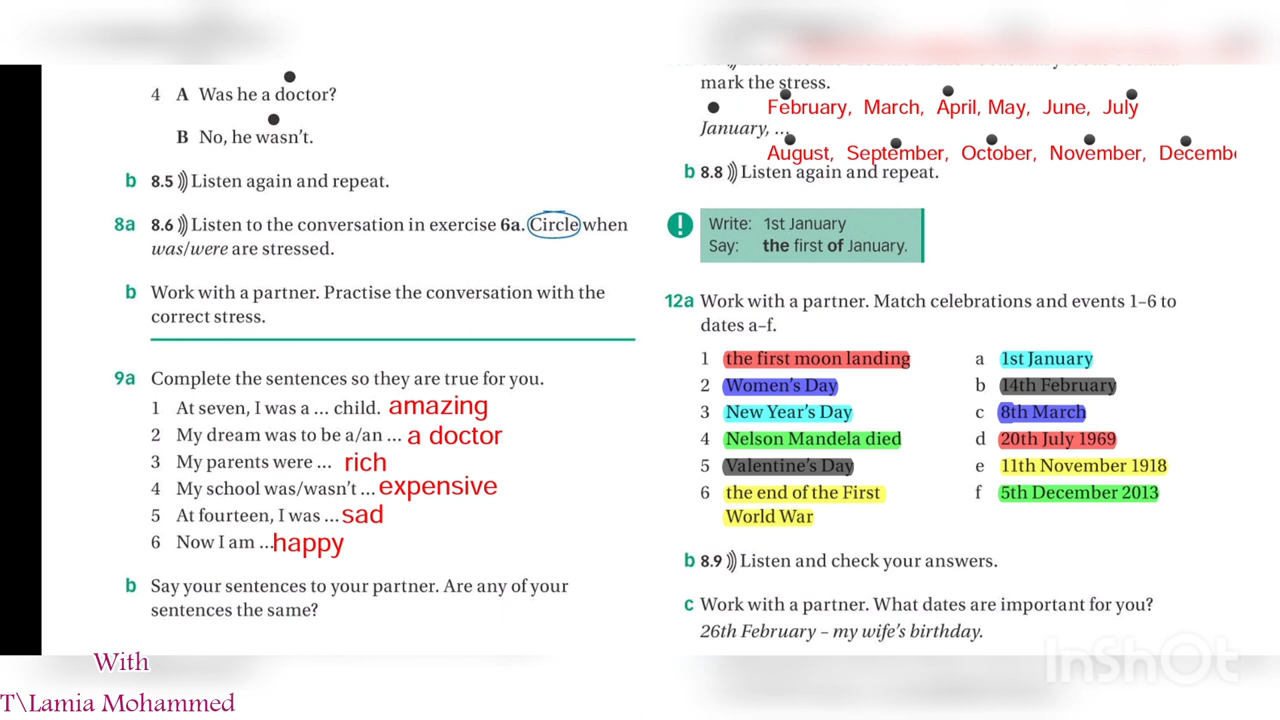 4 A Was he a doctor?
B No, he wasn't.
b 8.5 Listen again and repeat.
8a 8.6 Listen to the conversation in exercise 6a. Circle when
was/were are stressed.
b Work with a partner. Practise the conversation with the
correct stress.
9a Complete the sentences so they are true for you.
1 At seven, I was a ... child. amazing
2 My dream was to be a/an ... a doctor
3 My parents were ... rich
4 My school was/wasn't ... expensive
5 At fourteen, I was ... sad
6 Now I am ... happy
b Say your sentences to your partner. Are any of your
sentences the same?
With
T\Lamia Mohammed
mark the stress.
February, March, April, May, June, July
January, ...
August, September, October, November, Decembe
b 8.8 Listen again and repeat.
! Write: 1st January
Say: the first of January.
12a Work with a partner. Match celebrations and events 1–6 to
dates a–f.
1 the first moon landing a 1st January
2 Women's Day b 14th February
3 New Year's Day c 8th March
4 Nelson Mandela died d 20th July 1969
5 Valentine's Day e 11th November 1918
6 the end of the First f 5th December 2013
World War
b 8.9 Listen and check your answers.
c Work with a partner. What dates are important for you?
26th February – my wife's birthday.
InShOt